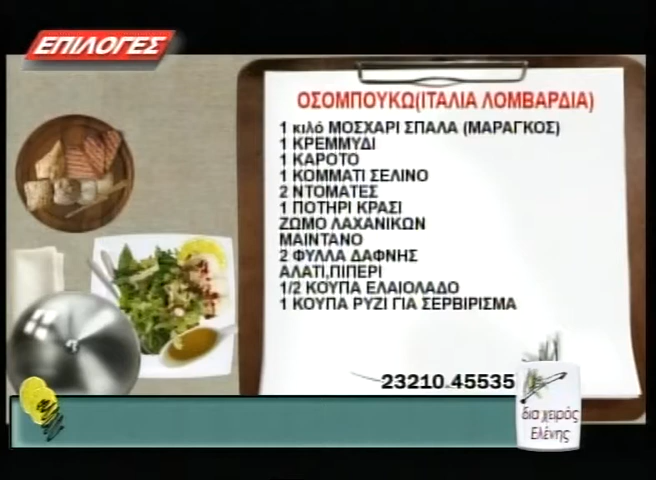 ΕΠΙΛΟΓΕΣ
ΟΣΟΜΠΟΥΚΩ(ΙΤΑΛΙΑ ΛΟΜΒΑΡΔΙΑ)
1 κιλό ΜΟΣΧΑΡΙ ΣΠΑΛΑ (ΜΑΡΑΓΚΟΣ)
1 ΚΡΕΜΜΥΔΙ
1 ΚΑΡΟΤΟ
1 ΚΟΜΜΑΤΙ ΣΕΛΙΝΟ
2 ΝΤΟΜΑΤΕΣ
1 ΠΟΤΗΡΙ ΚΡΑΣΙ
ΖΩΜΟ ΛΑΧΑΝΙΚΩΝ
ΜΑΙΝΤΑΝΟ
2 ΦΥΛΛΑ ΔΑΦΝΗΣ
ΑΛΑΤΙ,ΠΙΠΕΡΙ
1/2 ΚΟΥΠΑ ΕΛΑΙΟΛΑΔΟ
1 ΚΟΥΠΑ ΡΥΖΙ ΓΙΑ ΣΕΡΒΙΡΙΣΜΑ
23210.45535
δια χειρός
Ελένης